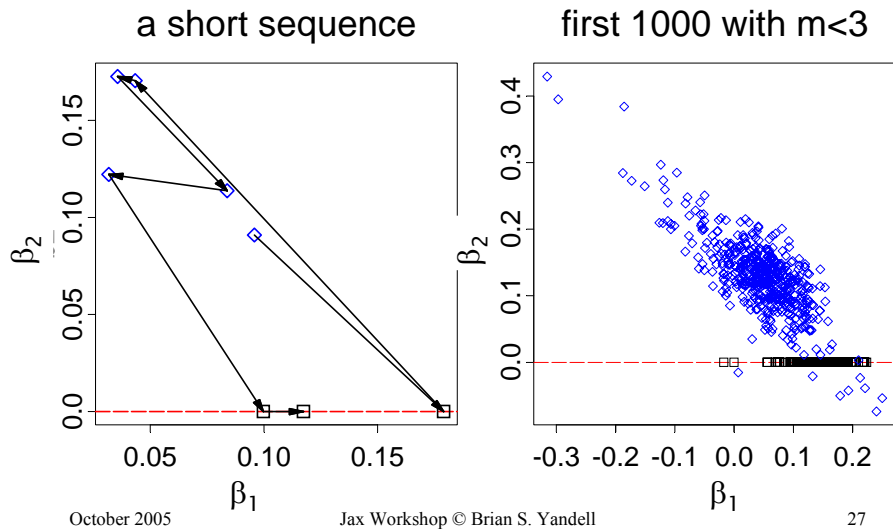 a short sequence
first 1000 with m<3
0.15
0.10
0.05
0.0
β2
0.05
0.10
0.15
β1
0.4
0.3
0.2
0.1
0.0
β2
-0.3
-0.2
-0.1
0.0
0.1
0.2
β1
October 2005
Jax Workshop © Brian S. Yandell
27